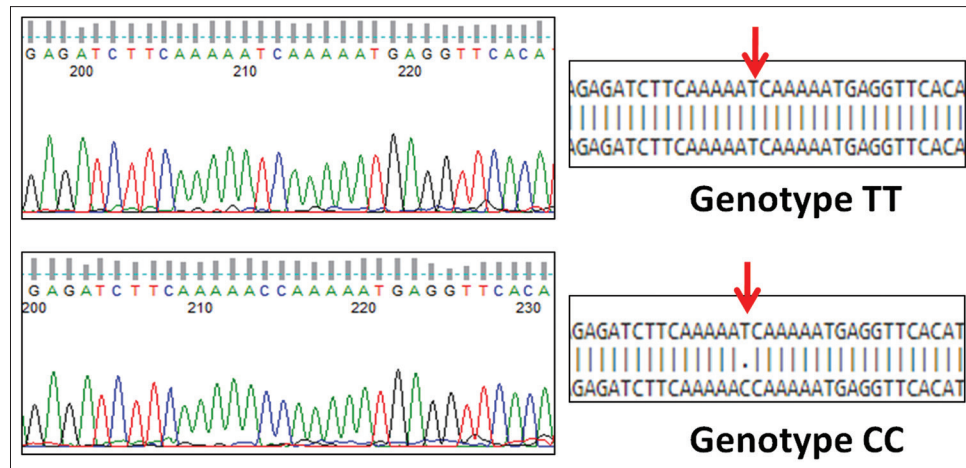 G A G A T C T T C A A A A A T C A A A A A T G A G G T T C A C A
200 210 220
AGAGATCTTCAAAAATCAAAAATGAGGTTCACA
AGAGATCTTCAAAAATCAAAAATGAGGTTCACA
Genotype TT
G A G A T C T T C A A A A A C C A A A A A T G A G G T T C A C A
200 210 220 230
GAGATCTTCAAAAATCAAAAATGAGGTTCACAT
GAGATCTTCAAAAACCAAAAATGAGGTTCACAT
Genotype CC